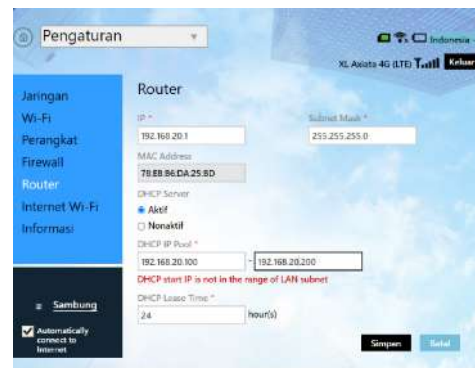 Pengaturan
Indonesia
XL Axiata 4G (LTE)
Keluar
Jaringan
Wi-Fi
Perangkat
Firewall
Router
Internet Wi-Fi
Informasi
Sambung
Automatically
connect to
Internet
Router
IP *
Subnet Mask *
192.168.20.1
255.255.255.0
MAC Address
78:EB:B6:DA:25:BD
DHCP Server
Aktif
Nonaktif
DHCP IP Pool *
192.168.20.100 - 192.168.20.200
DHCP start IP is not in the range of LAN subnet
DHCP Lease Time *
24 hour(s)
Simpan Batal